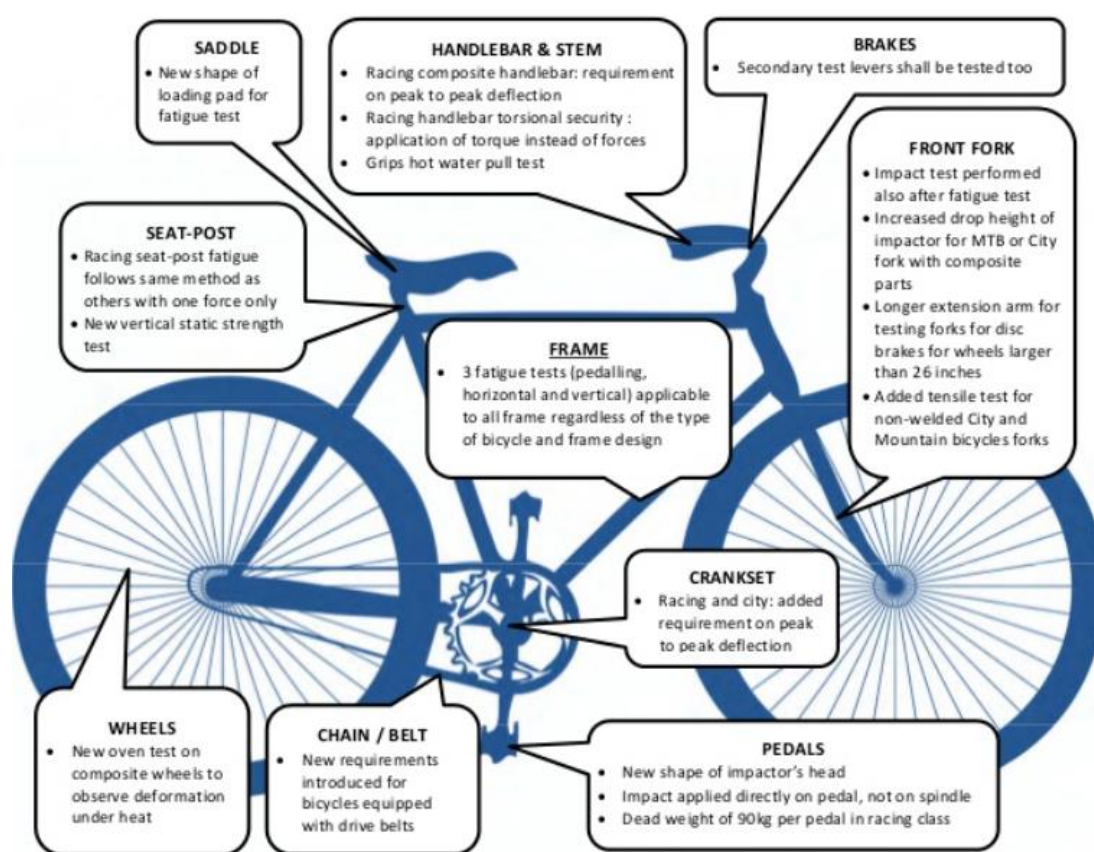 SADDLE
• New shape of
loading pad for
fatigue test
HANDLEBAR & STEM
• Racing composite handlebar: requirement
on peak to peak deflection
• Racing handlebar torsional security :
application of torque instead of forces
• Grips hot water pull test
BRAKES
• Secondary test levers shall be tested too
FRONT FORK
• Impact test performed
also after fatigue test
• Increased drop height of
impactor for MTB or City
fork with composite
parts
• Longer extension arm for
testing forks for disc
brakes for wheels larger
than 26 inches
• Added tensile test for
non-welded City and
Mountain bicycles forks
SEAT-POST
• Racing seat-post fatigue
follows same method as
others with one force only
• New vertical static strength
test
FRAME
• 3 fatigue tests (pedalling,
horizontal and vertical) applicable
to all frame regardless of the type
of bicycle and frame design
CRANKSET
• Racing and city: added
requirement on peak
to peak deflection
WHEELS
• New oven test on
composite wheels to
observe deformation
under heat
CHAIN / BELT
• New requirements
introduced for
bicycles equipped
with drive belts
PEDALS
• New shape of impactor's head
• Impact applied directly on pedal, not on spindle
• Dead weight of 90kg per pedal in racing class